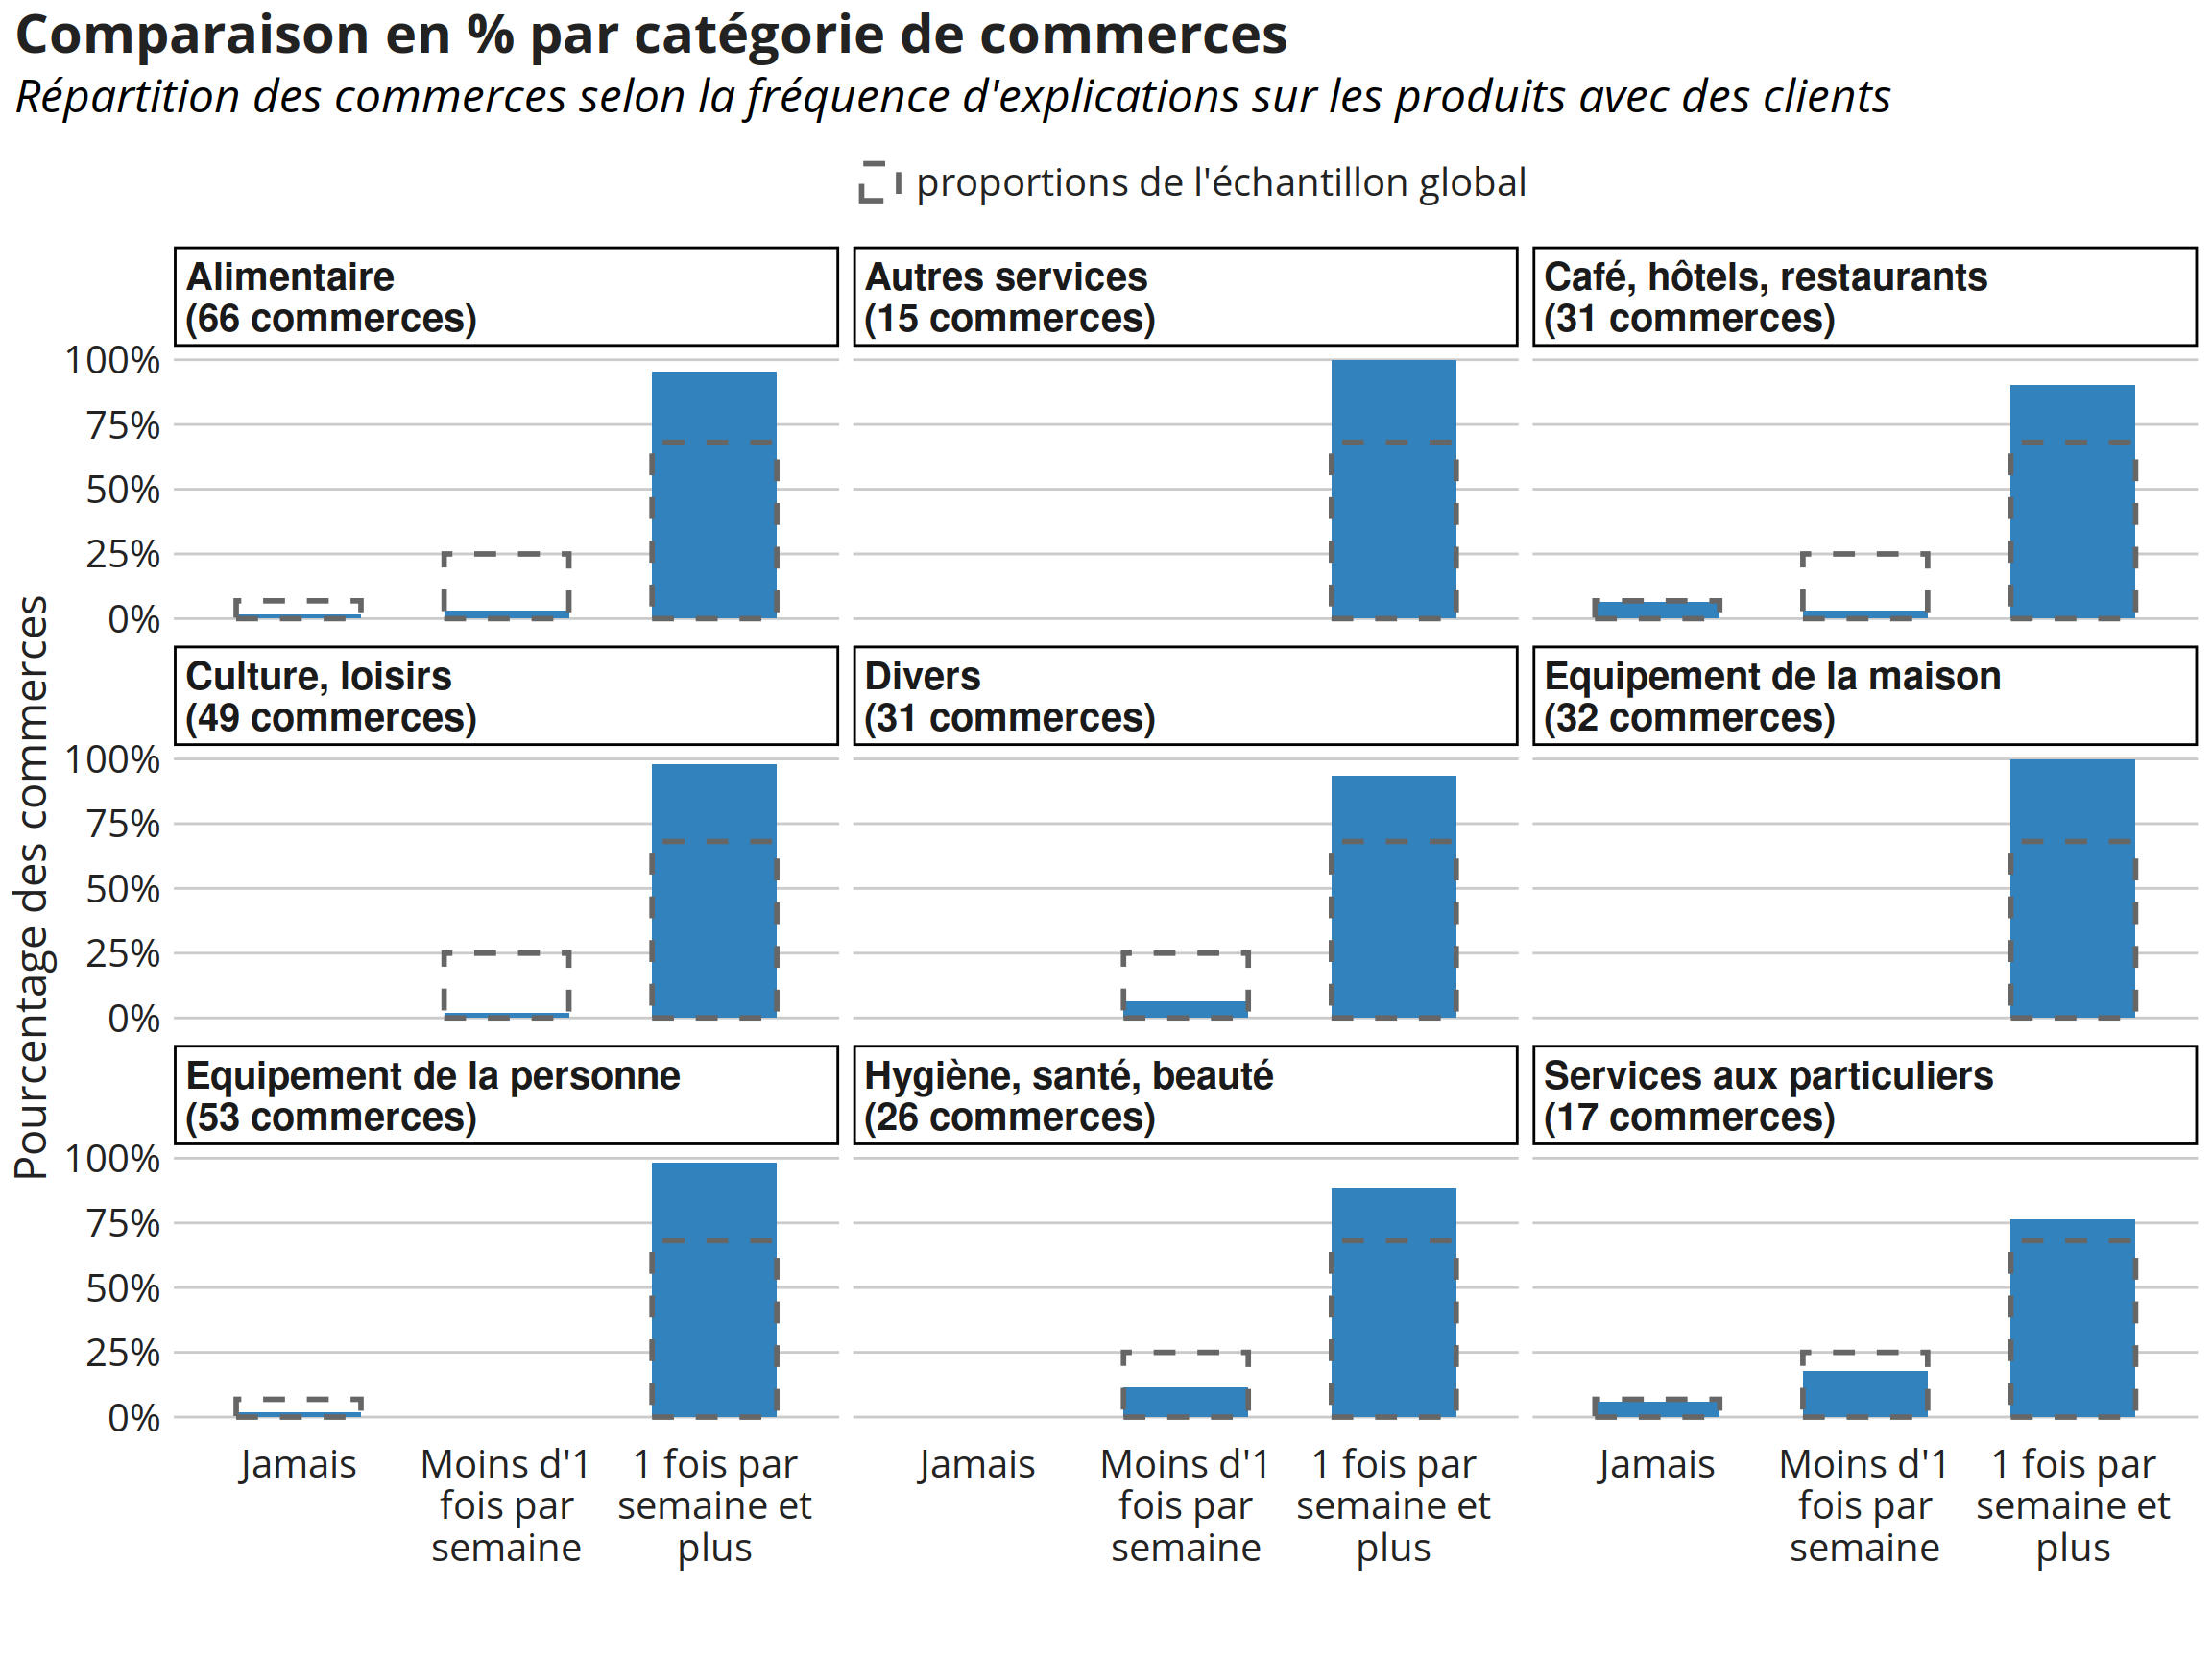 Comparaison en % par catégorie de commerces
Répartition des commerces selon la fréquence d'explications sur les produits avec des clients
proportions de l'échantillon global
Pourcentage des commerces
Alimentaire
(66 commerces)
Autres services
(15 commerces)
Café, hôtels, restaurants
(31 commerces)
100%
75%
50%
25%
0%
Culture, loisirs
(49 commerces)
Divers
(31 commerces)
Equipement de la maison
(32 commerces)
100%
75%
50%
25%
0%
Equipement de la personne
(53 commerces)
Hygiène, santé, beauté
(26 commerces)
Services aux particuliers
(17 commerces)
100%
75%
50%
25%
0%
Jamais
Moins d'1
fois par
semaine
1 fois par
semaine et
plus
Jamais
Moins d'1
fois par
semaine
1 fois par
semaine et
plus
Jamais
Moins d'1
fois par
semaine
1 fois par
semaine et
plus